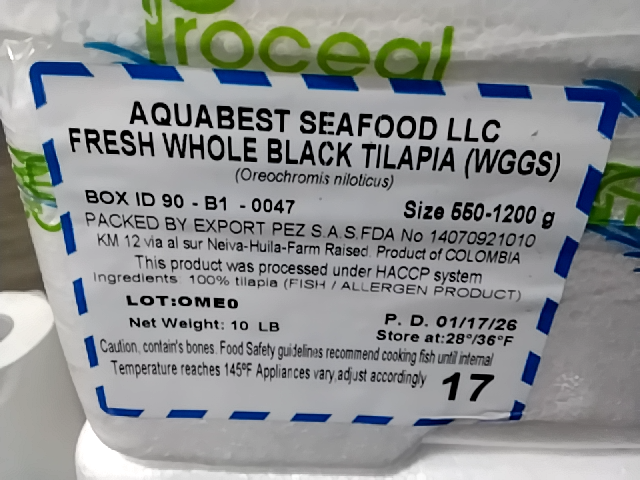 Proceal
AQUABEST SEAFOOD LLC
FRESH WHOLE BLACK TILAPIA (WGGS)
(Oreochromis niloticus)
BOX ID 90 - B1 - 0047 Size 550-1200 g
PACKED BY EXPORT PEZ S.A.S.FDA No 14070921010
KM 12 via al sur Neiva-Huila-Farm Raised. Product of COLOMBIA
This product was processed under HACCP system
Ingredients: 100% tilapia (FISH / ALLERGEN PRODUCT)
LOT:OME0
Net Weight: 10 LB
P. D. 01/17/26
Store at:28°/36°F
Caution, contain's bones. Food Safety guidelines recommend cooking fish until internal
Temperature reaches 145ºF Appliances vary,adjust accordingly
17